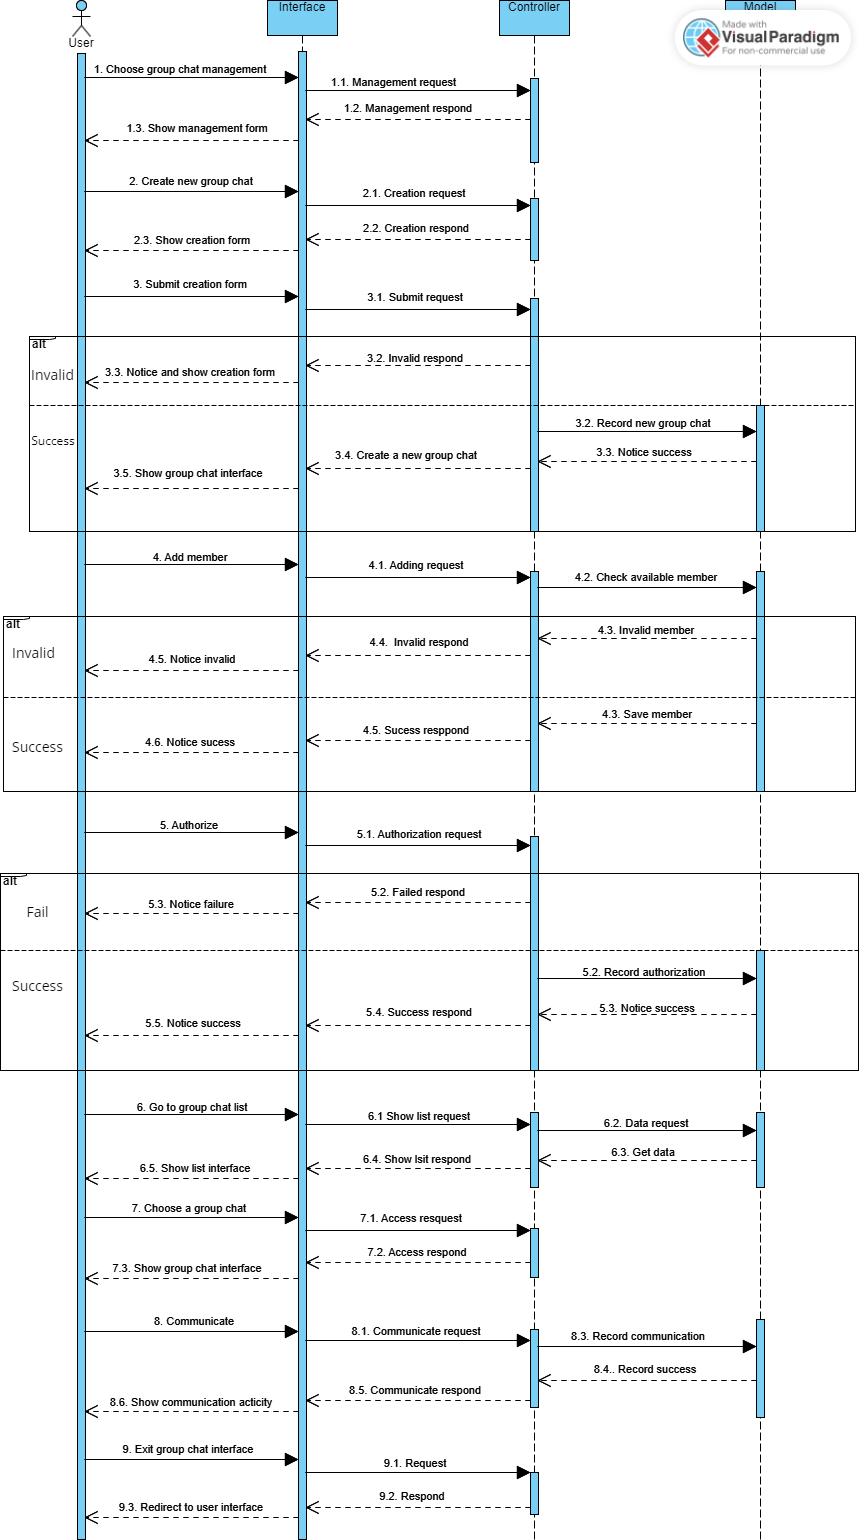 Interface
Controller
Model
Made with
VisualParadigm
For non-commercial use
User
1. Choose group chat management
1.1. Management request
1.2. Management respond
1.3. Show management form
2. Create new group chat
2.1. Creation request
2.2. Creation respond
2.3. Show creation form
3. Submit creation form
3.1. Submit request
alt
Invalid
3.2. Invalid respond
3.3. Notice and show creation form
Success
3.2. Record new group chat
3.3. Notice success
3.4. Create a new group chat
3.5. Show group chat interface
4. Add member
4.1. Adding request
4.2. Check available member
alt
Invalid
4.3. Invalid member
4.4.  Invalid respond
4.5. Notice invalid
Success
4.3. Save member
4.5. Sucess resppond
4.6. Notice sucess
5. Authorize
5.1. Authorization request
alt
Fail
5.2. Failed respond
5.3. Notice failure
Success
5.2. Record authorization
5.3. Notice success
5.4. Success respond
5.5. Notice success
6. Go to group chat list
6.1 Show list request
6.2. Data request
6.3. Get data
6.4. Show lsit respond
6.5. Show list interface
7. Choose a group chat
7.1. Access resquest
7.2. Access respond
7.3. Show group chat interface
8. Communicate
8.1. Communicate request
8.3. Record communication
8.4.. Record success
8.5. Communicate respond
8.6. Show communication acticity
9. Exit group chat interface
9.1. Request
9.2. Respond
9.3. Redirect to user interface